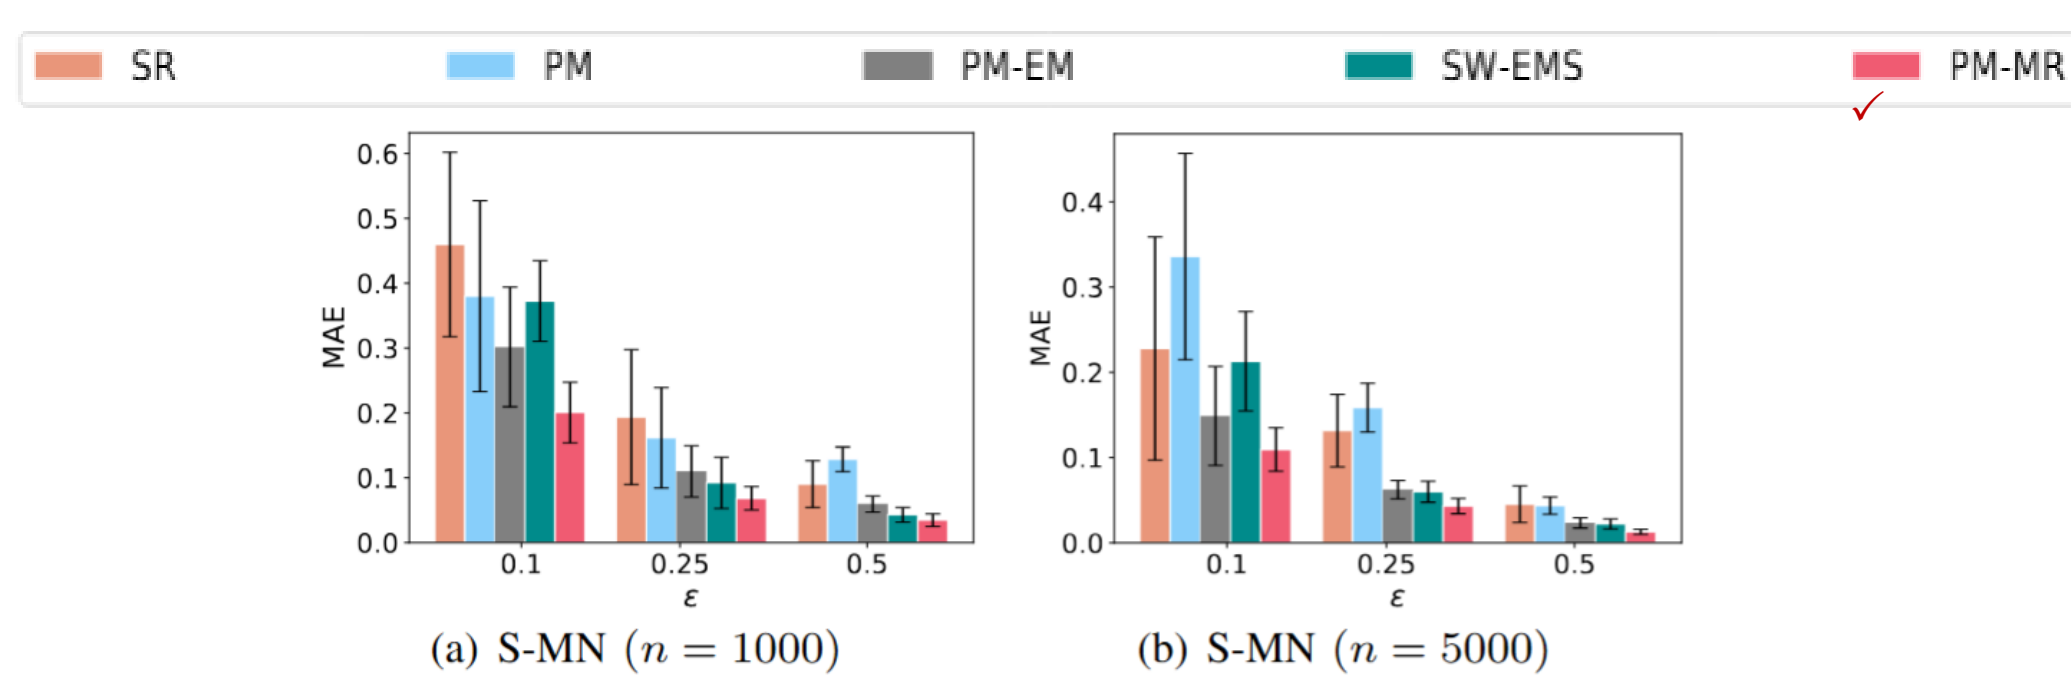 SR PM PM-EM SW-EMS PM-MR
✓
0.6
0.5
0.4
0.3
0.2
0.1
0.0
MAE
0.1 0.25 0.5
ε
(a) S-MN (n = 1000)
0.4
0.3
0.2
0.1
0.0
MAE
0.1 0.25 0.5
ε
(b) S-MN (n = 5000)